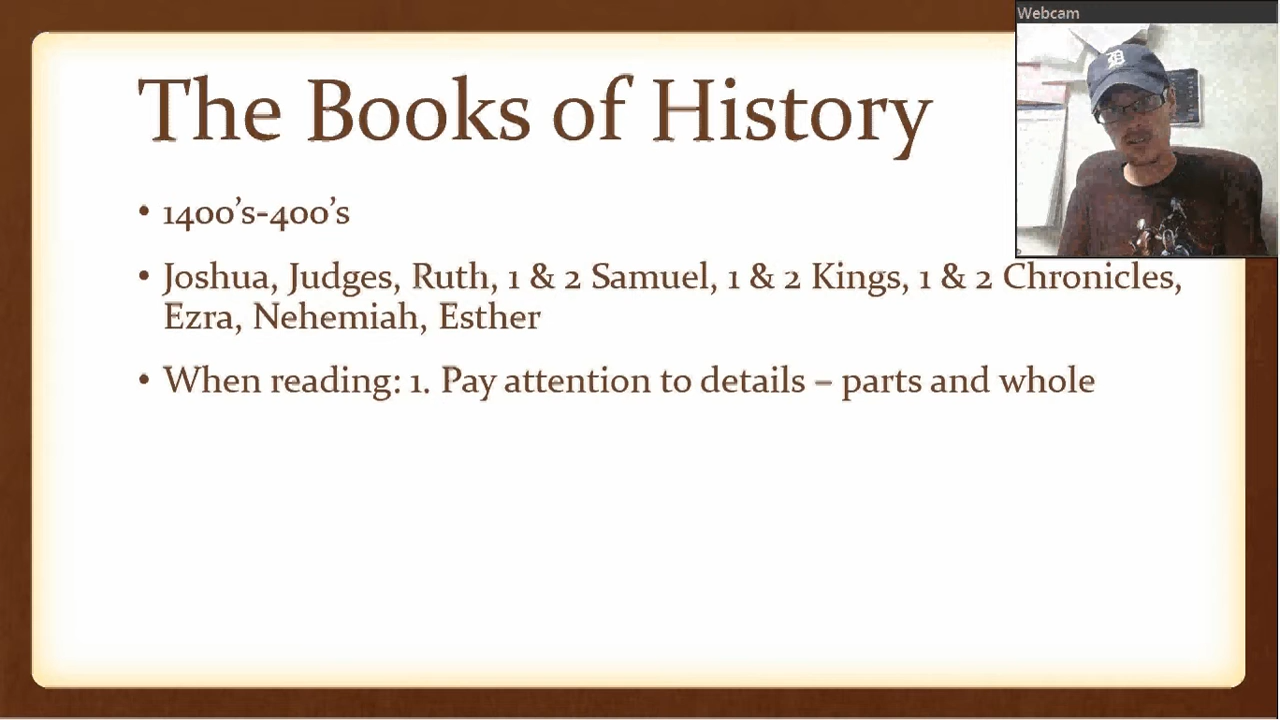 Webcam
The Books of History
• 1400's-400's
• Joshua, Judges, Ruth, 1 & 2 Samuel, 1 & 2 Kings, 1 & 2 Chronicles,
Ezra, Nehemiah, Esther
• When reading: 1. Pay attention to details – parts and whole
D